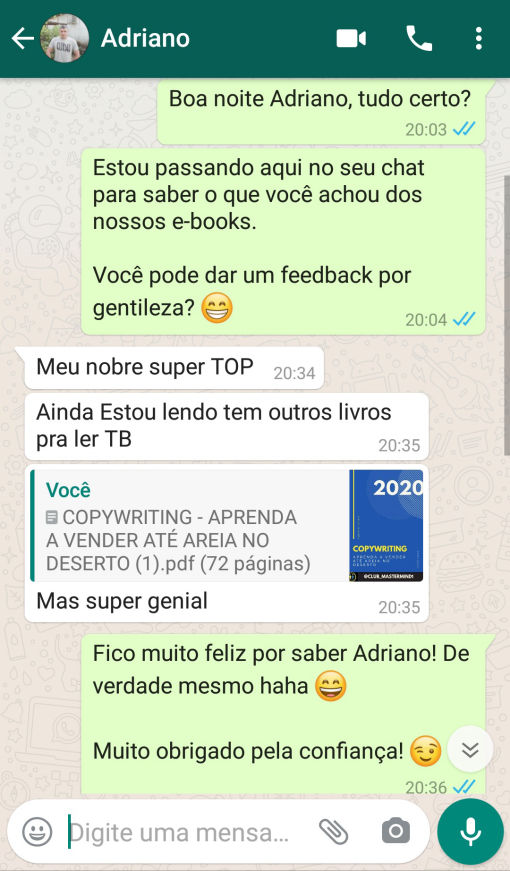 Adriano
Boa noite Adriano, tudo certo?
20:03
Estou passando aqui no seu chat
para saber o que você achou dos
nossos e-books.
Você pode dar um feedback por
gentileza? 😁
20:04
Meu nobre super TOP
20:34
Ainda Estou lendo tem outros livros
pra ler TB
20:35
Você
COPYWRITING - APRENDA
A VENDER ATÉ AREIA NO
DESERTO (1).pdf (72 páginas)
2020
COPYWRITING
APRENDA A VENDER
ATÉ AREIA NO
DESERTO
@CLUB_MASTERMIND1
Mas super genial
20:35
Fico muito feliz por saber Adriano! De
verdade mesmo haha 😄
Muito obrigado pela confiança! 😉
20:36
Digite uma mensa...